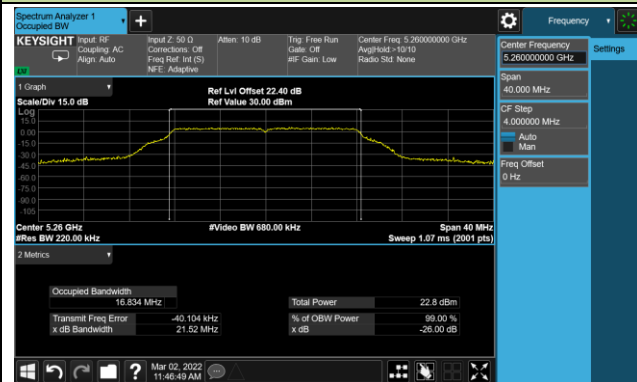 Spectrum Analyzer 1
Occupied BW
Frequency
KEYSIGHT
Input: RF
Coupling: AC
Align: Auto
Input Z: 50 Ω
Corrections: Off
Freq Ref: Int (S)
NFE: Adaptive
Atten: 10 dB
Trig: Free Run
Gate: Off
#IF Gain: Low
Center Freq: 5.260000000 GHz
Avg|Hold:>10/10
Radio Std: None
Center Frequency
5.260000000 GHz
Settings
Span
40.000 MHz
CF Step
4.000000 MHz
Auto
Man
Freq Offset
0 Hz
1 Graph
Scale/Div 15.0 dB
Ref Lvl Offset 22.40 dB
Ref Value 30.00 dBm
Log
15.0
0.00
-15.0
-30.0
-45.0
-60.0
-75.0
-90.0
-105
Center 5.26 GHz
#Res BW 220.00 kHz
#Video BW 680.00 kHz
Span 40 MHz
Sweep 1.07 ms (2001 pts)
2 Metrics
Occupied Bandwidth
16.834 MHz
Total Power 22.8 dBm
Transmit Freq Error -40.104 kHz
% of OBW Power 99.00 %
x dB Bandwidth 21.52 MHz
x dB -26.00 dB
Mar 02, 2022
11:46:49 AM